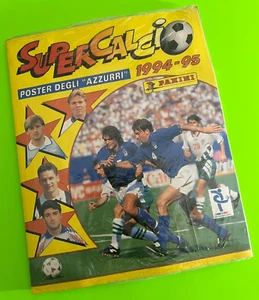 SUPERCALCIO
POSTER DEGLI "AZZURRI"
1994-95
PANINI